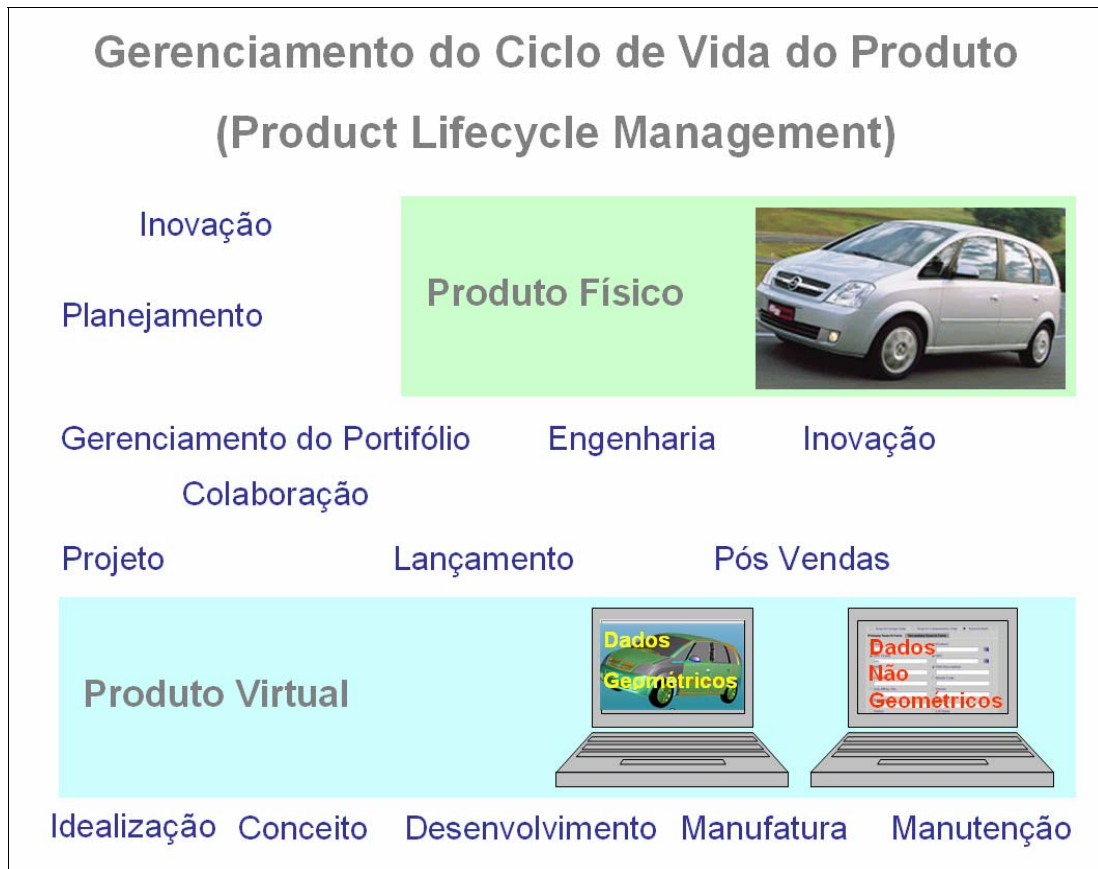 Gerenciamento do Ciclo de Vida do Produto
(Product Lifecycle Management)
Inovação
Produto Físico
Planejamento
Gerenciamento do Portifólio Engenharia Inovação
Colaboração
Projeto Lançamento Pós Vendas
Produto Virtual
Dados
Geométricos
Dados
Não
Geométricos
Idealização Conceito Desenvolvimento Manufatura Manutenção